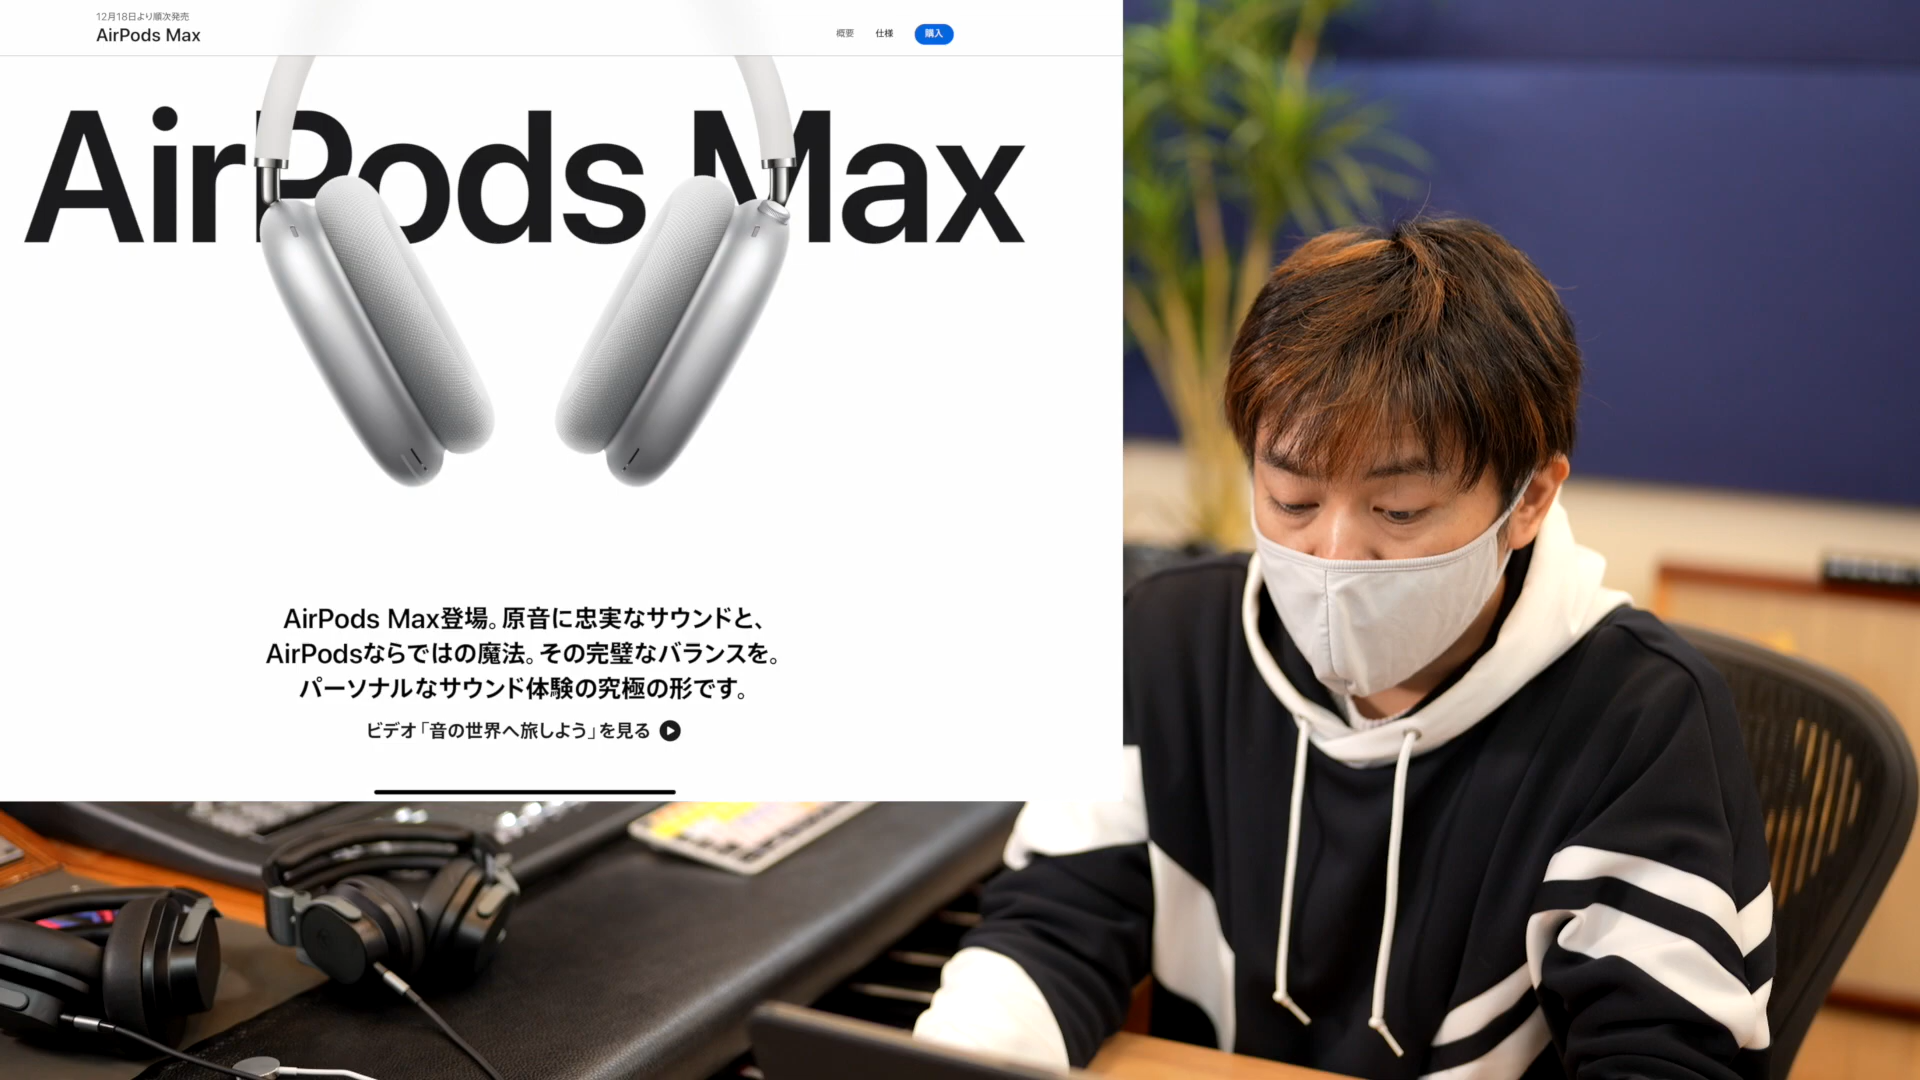 12月18日より順次発売
AirPods Max
概要
仕様
購入
AirPods Max
AirPods Max登場。原音に忠実なサウンドと、
AirPodsならではの魔法。その完璧なバランスを。
パーソナルなサウンド体験の究極の形です。
ビデオ「音の世界へ旅しよう」を見る